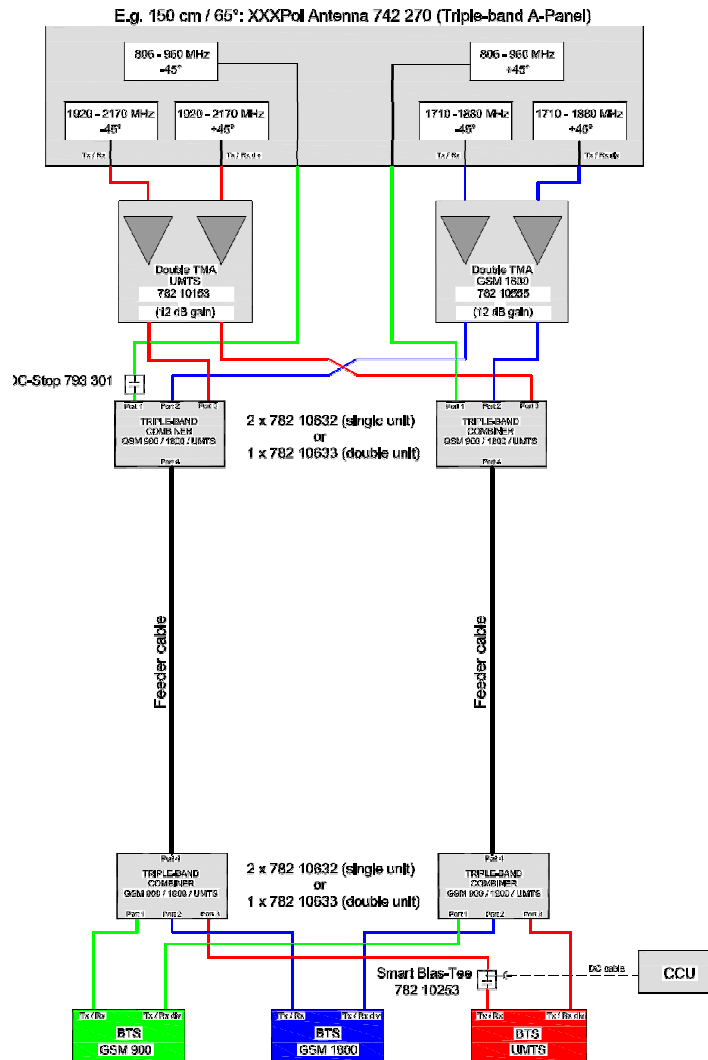 E.g. 150 cm / 65°: XXXPol Antenna 742 270 (Triple-band A-Panel)
806 - 960 MHz
-45°
806 - 960 MHz
+45°
1920 - 2170 MHz
-45°
1920 - 2170 MHz
+45°
1710 - 1880 MHz
-45°
1710 - 1880 MHz
+45°
Tx / Rx
Tx / Rx div
Tx / Rx
Tx / Rx div
Double TMA
UMTS
782 10153
(12 dB gain)
Double TMA
GSM 1800
782 10555
(12 dB gain)
DC-Stop 793 301
Port 1
Port 2
Port 3
TRIPLE-BAND
COMBINER
GSM 900 / 1800 / UMTS
Port 4
2 x 782 10632 (single unit)
or
1 x 782 10633 (double unit)
Port 1
Port 2
Port 3
TRIPLE-BAND
COMBINER
GSM 900 / 1800 / UMTS
Port 4
Feeder cable
Feeder cable
Port 4
TRIPLE-BAND
COMBINER
GSM 900 / 1800 / UMTS
Port 1
Port 2
Port 3
2 x 782 10632 (single unit)
or
1 x 782 10633 (double unit)
Port 4
TRIPLE-BAND
COMBINER
GSM 900 / 1800 / UMTS
Port 1
Port 2
Port 3
Smart Bias-Tee
782 10253
DC cable
CCU
Tx / Rx
Tx / Rx div
BTS
GSM 900
Tx / Rx
Tx / Rx div
BTS
GSM 1800
Tx / Rx
Tx / Rx div
BTS
UMTS